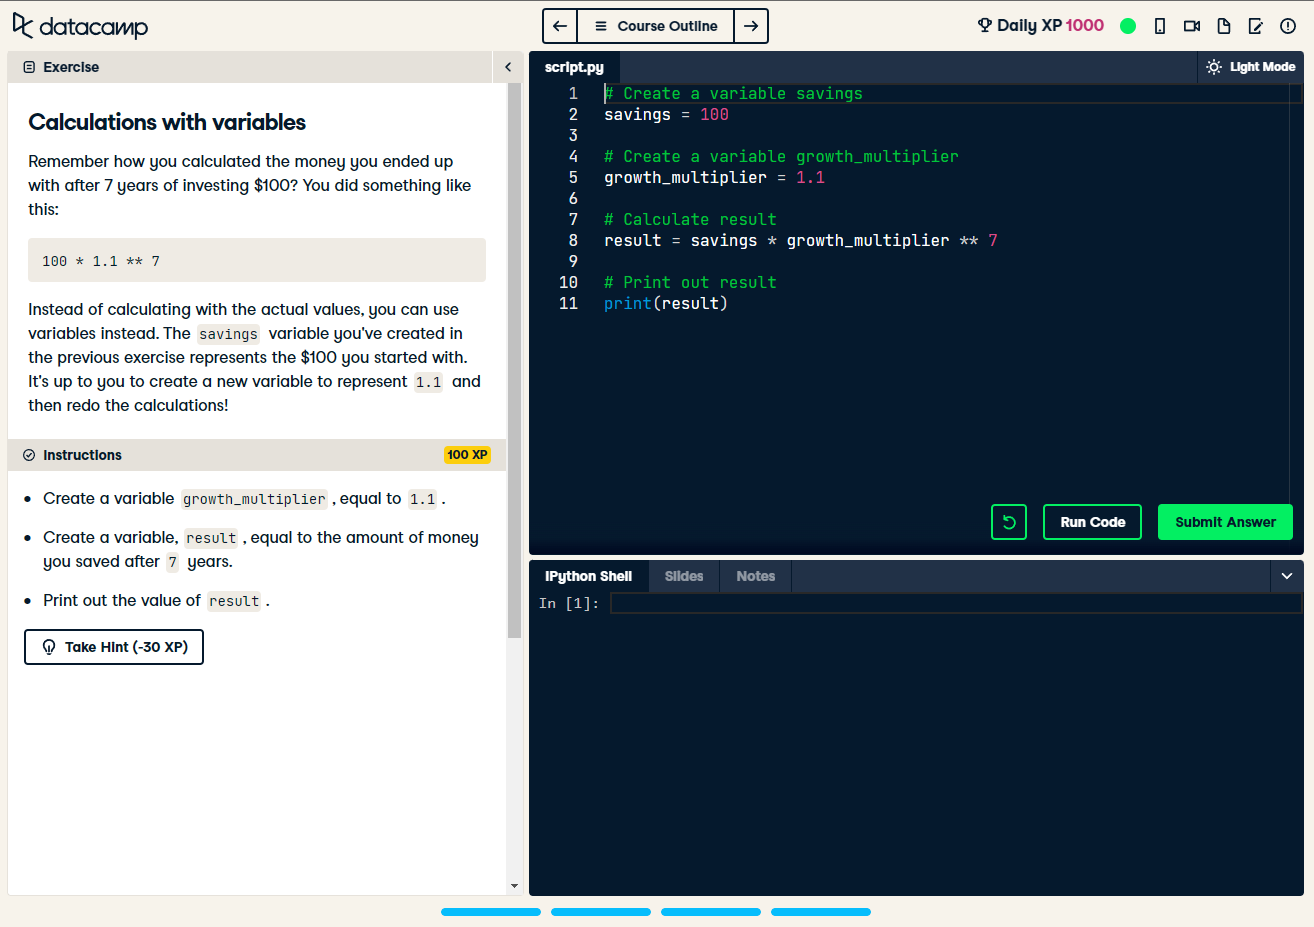 datacamp
Course Outline
Daily XP 1000
Exercise
Calculations with variables
Remember how you calculated the money you ended up
with after 7 years of investing $100? You did something like
this:
100 * 1.1 ** 7
Instead of calculating with the actual values, you can use
variables instead. The savings variable you've created in
the previous exercise represents the $100 you started with.
It's up to you to create a new variable to represent 1.1 and
then redo the calculations!
Instructions
100 XP
Create a variable growth_multiplier , equal to 1.1 .
Create a variable, result , equal to the amount of money
you saved after 7 years.
Print out the value of result .
Take Hint (-30 XP)
script.py
Light Mode
1 # Create a variable savings
2 savings = 100
3
4 # Create a variable growth_multiplier
5 growth_multiplier = 1.1
6
7 # Calculate result
8 result = savings * growth_multiplier ** 7
9
10 # Print out result
11 print(result)
Run Code
Submit Answer
IPython Shell
Slides
Notes
In [1]: